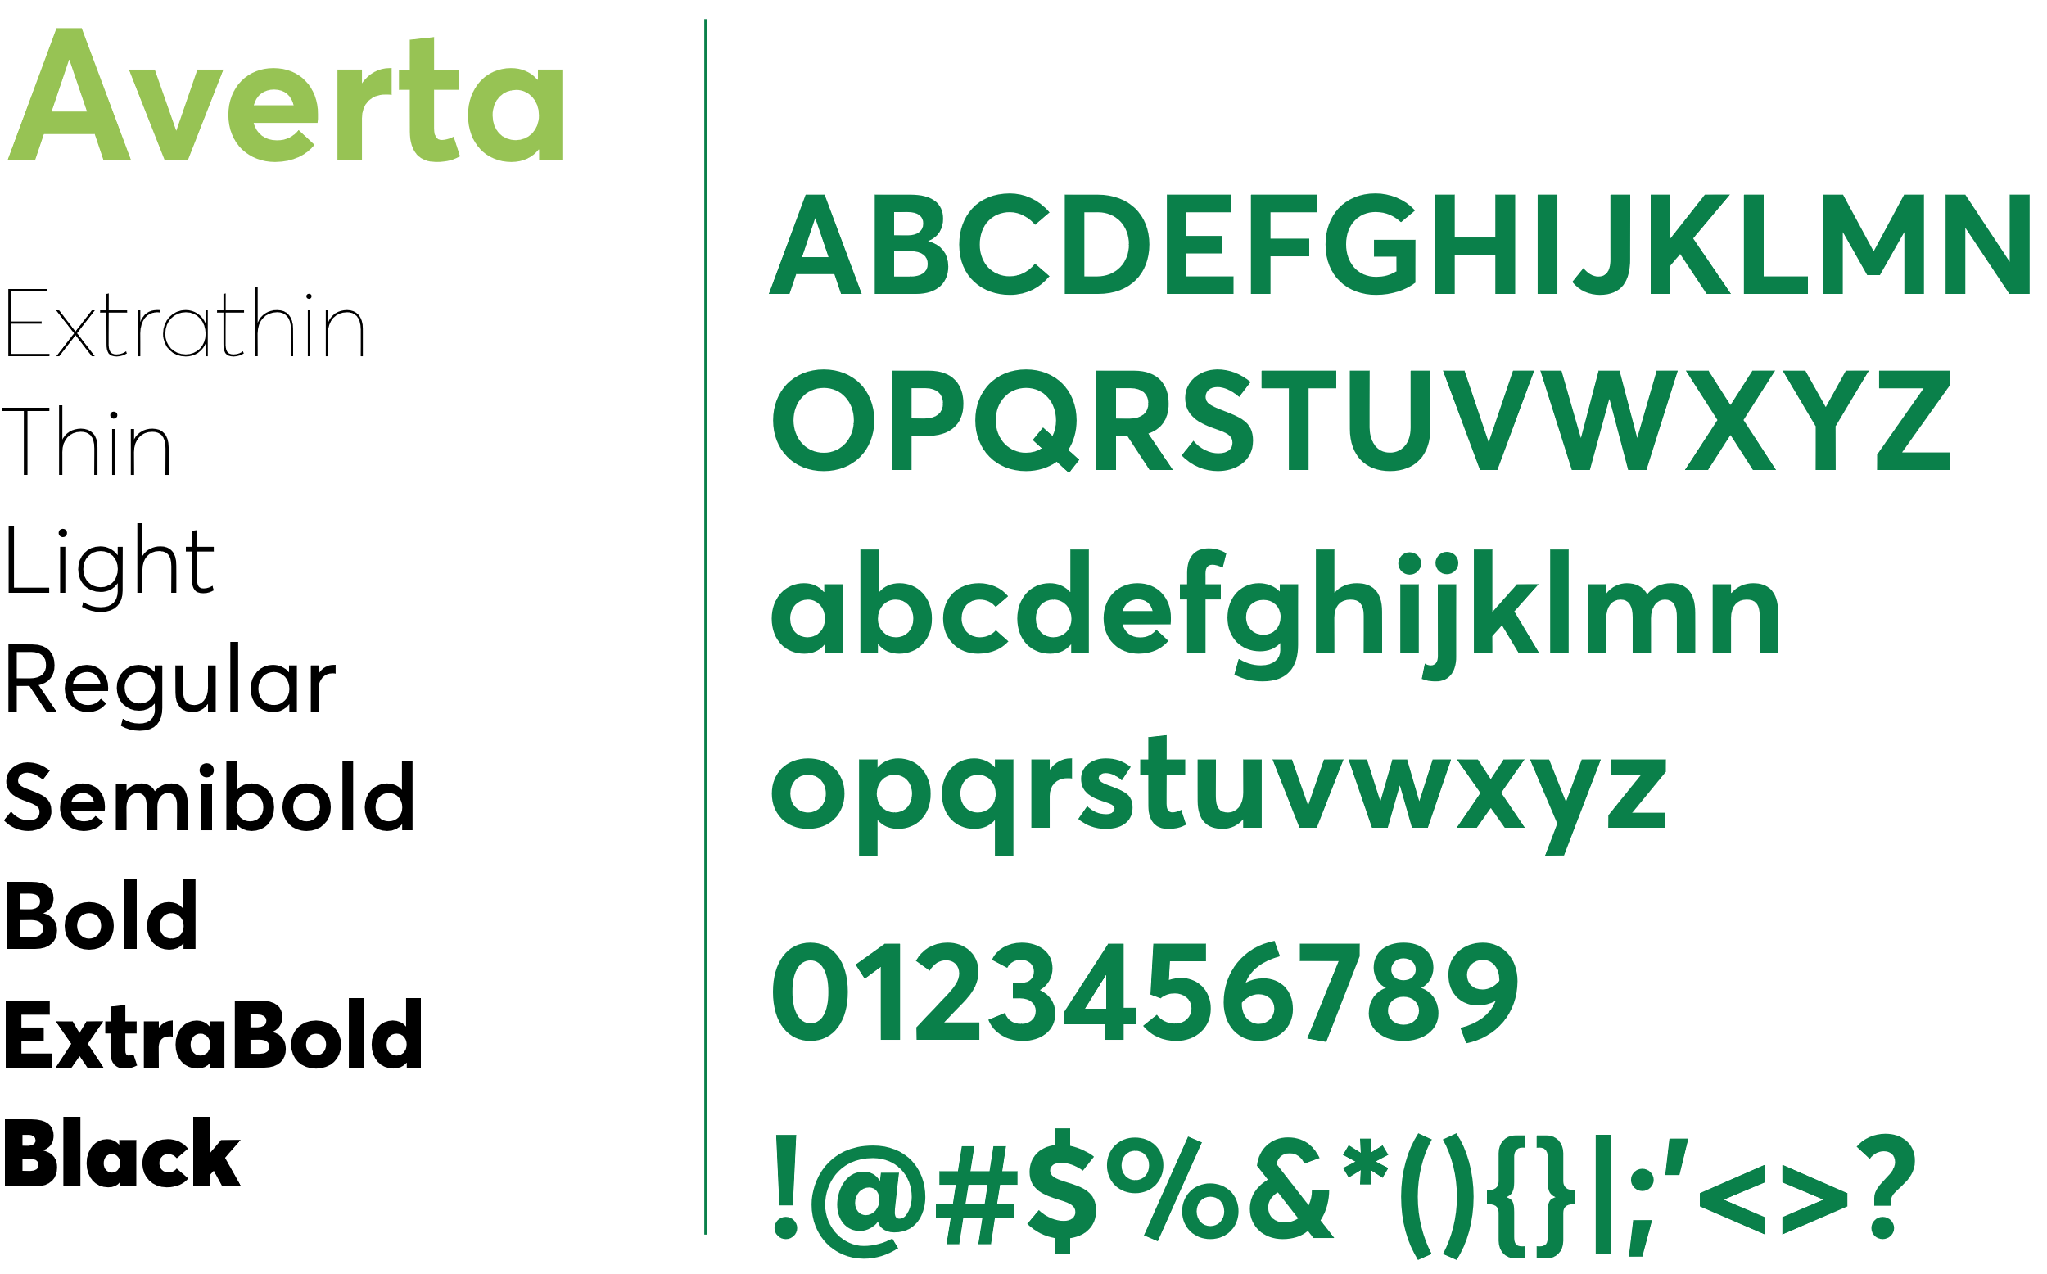 Averta
Extrathin
Thin
Light
Regular
Semibold
Bold
ExtraBold
Black
ABCDEFGHIJKLMN
OPQRSTUVWXYZ
abcdefghijklmn
opqrstuvwxyz
0123456789
!@#$%&*(){}|;′<>?